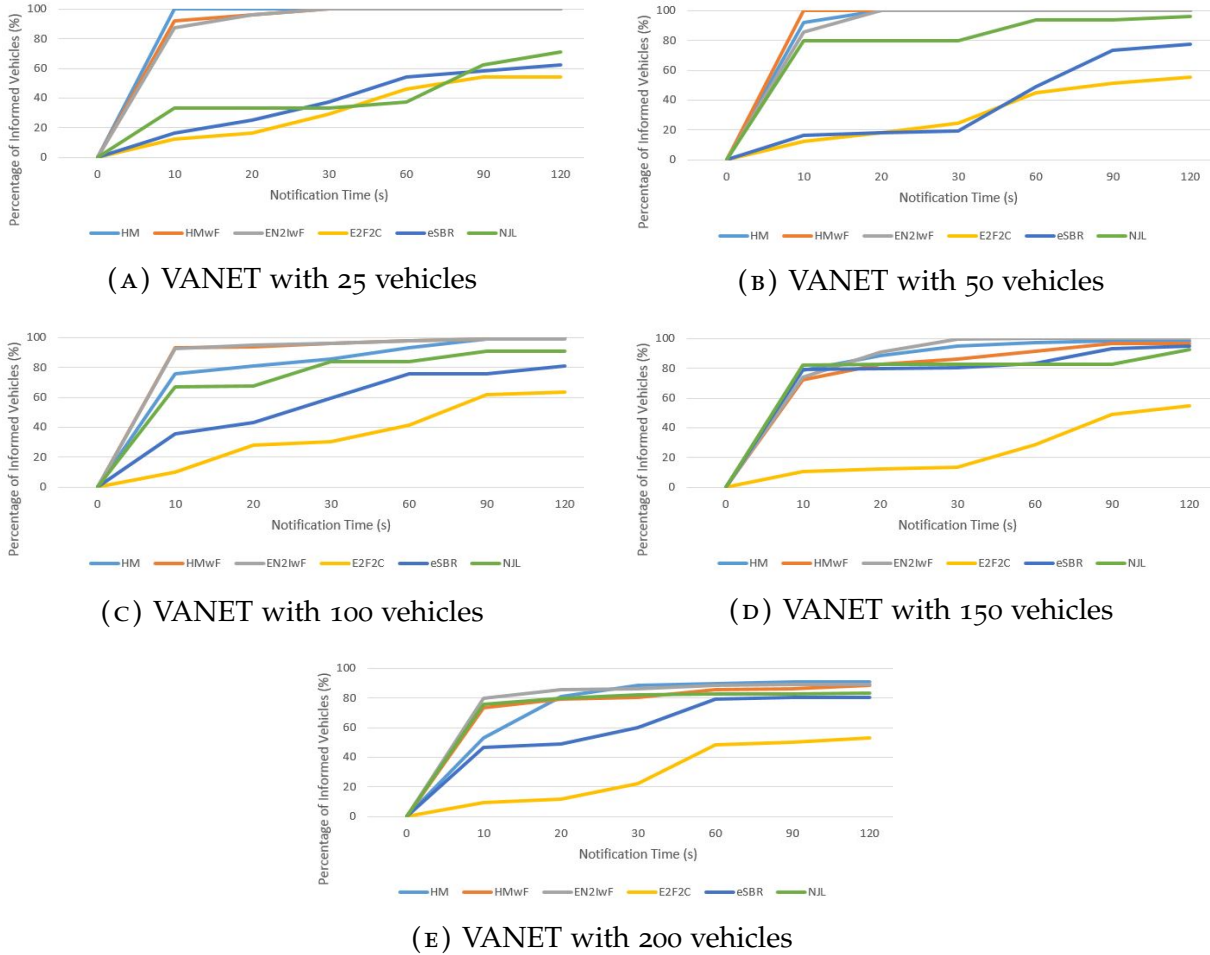 Percentage of Informed Vehicles (%)
100
80
60
40
20
0
0 10 20 30 60 90 120
Notification Time (s)
HM HMwF EN2IwF E2F2C eSBR NJL
(A) VANET with 25 vehicles
Percentage of Informed Vehicles (%)
100
80
60
40
20
0
0 10 20 30 60 90 120
Notification Time (s)
HM HMwF EN2IwF E2F2C eSBR NJL
(B) VANET with 50 vehicles
Percentage of Informed Vehicles (%)
100
80
60
40
20
0
0 10 20 30 60 90 120
Notification Time (s)
HM HMwF EN2IwF E2F2C eSBR NJL
(C) VANET with 100 vehicles
Percentage of Informed Vehicles (%)
100
80
60
40
20
0
0 10 20 30 60 90 120
Notification Time (s)
HM HMwF EN2IwF E2F2C eSBR NJL
(D) VANET with 150 vehicles
Percentage of Informed Vehicles (%)
100
80
60
40
20
0
0 10 20 30 60 90 120
Notification Time (s)
HM HMwF EN2IwF E2F2C eSBR NJL
(E) VANET with 200 vehicles